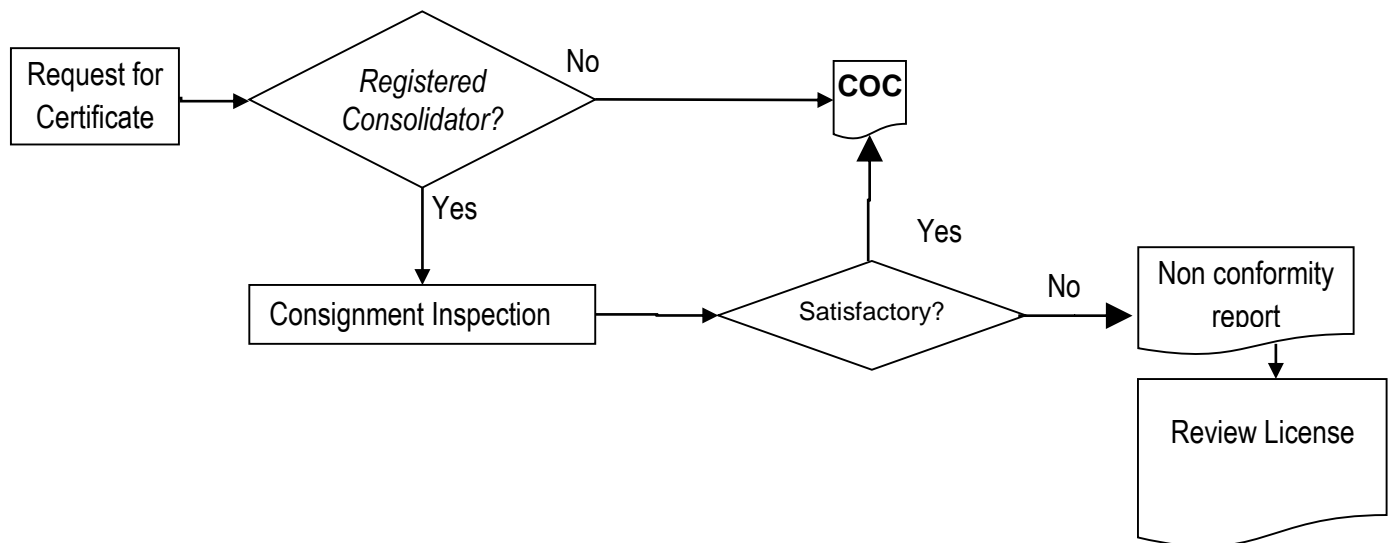 Request for
Certificate
Registered
Consolidator?
No
COC
Yes
Consignment Inspection
Satisfactory?
Yes
No
Non conformity
report
Review License